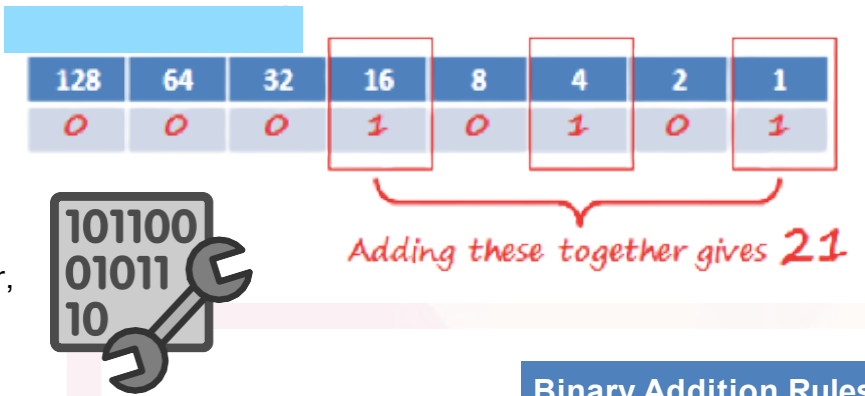 128 64 32 16 8 4 2 1
0 0 0 1 0 1 0 1
Adding these together gives 21
101100
01011
10
Binary Addition Rules